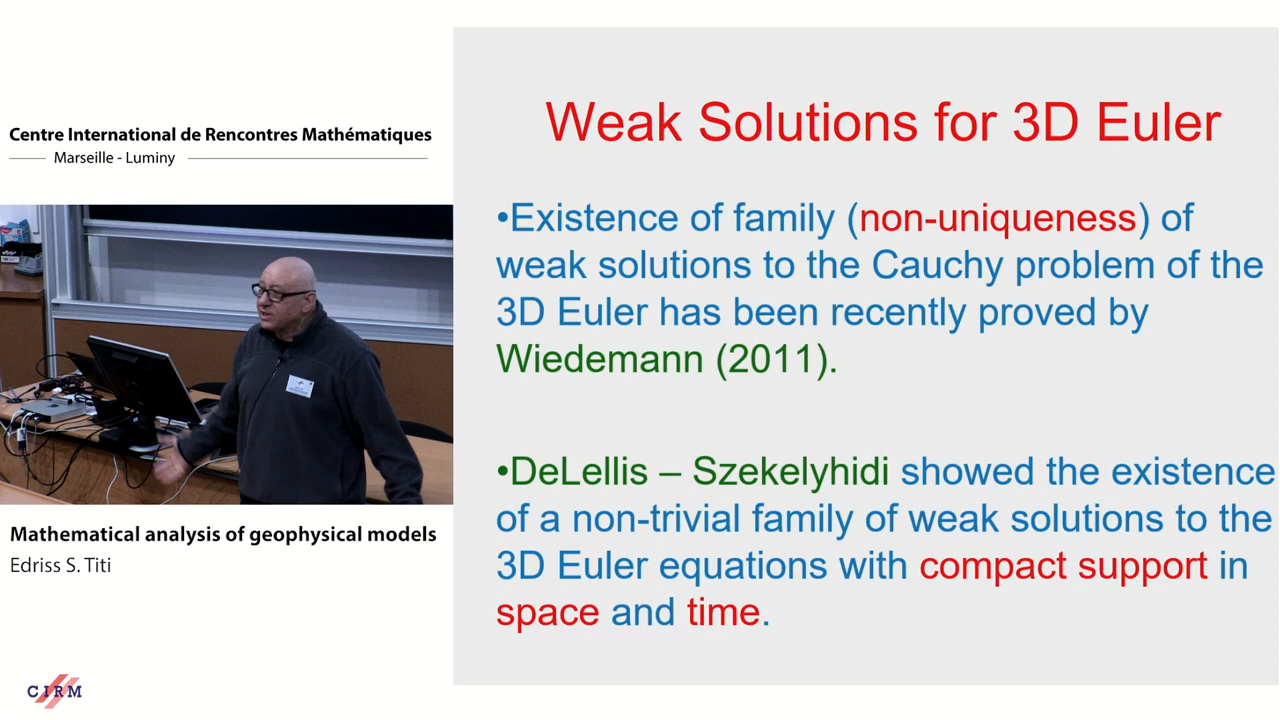 Centre International de Rencontres Mathématiques
Marseille - Luminy
Mathematical analysis of geophysical models
Edriss S. Titi
CIRM
Weak Solutions for 3D Euler
•Existence of family (non-uniqueness) of
weak solutions to the Cauchy problem of the
3D Euler has been recently proved by
Wiedemann (2011).
•DeLellis – Szekelyhidi showed the existence
of a non-trivial family of weak solutions to the
3D Euler equations with compact support in
space and time.